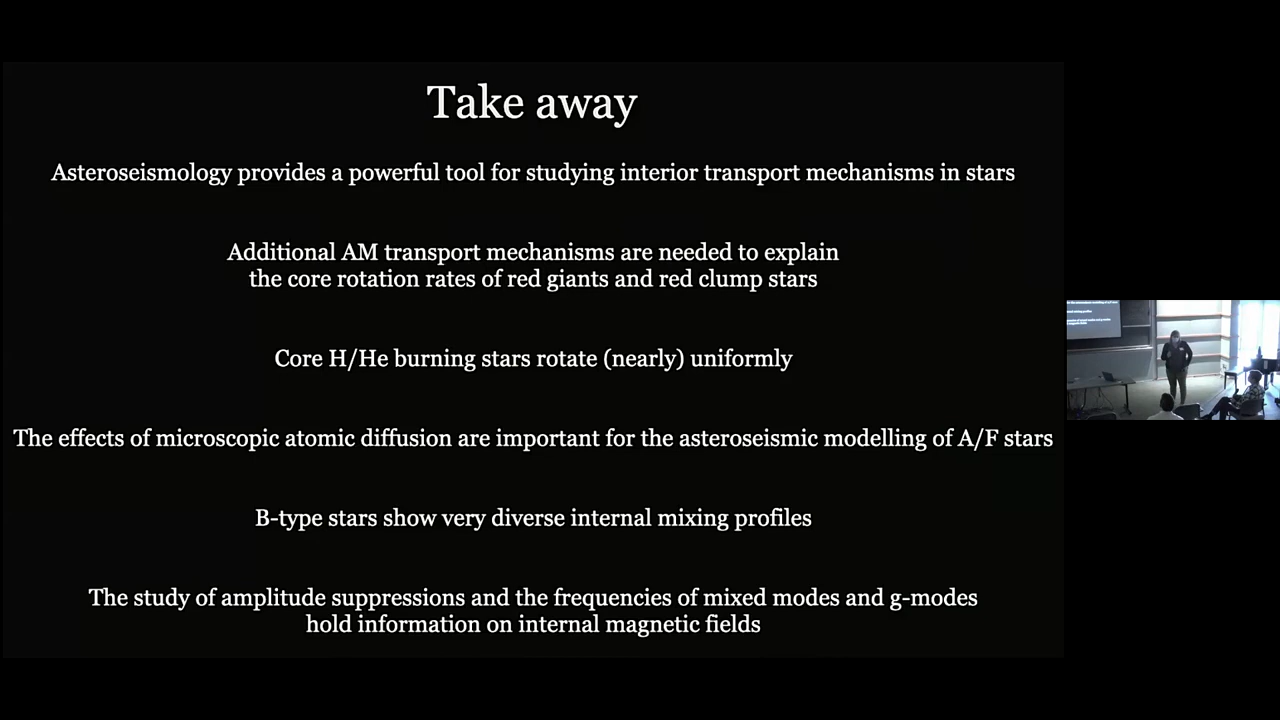 Take away
Asteroseismology provides a powerful tool for studying interior transport mechanisms in stars
Additional AM transport mechanisms are needed to explain
the core rotation rates of red giants and red clump stars
Core H/He burning stars rotate (nearly) uniformly
The effects of microscopic atomic diffusion are important for the asteroseismic modelling of A/F stars
B-type stars show very diverse internal mixing profiles
The study of amplitude suppressions and the frequencies of mixed modes and g-modes
hold information on internal magnetic fields